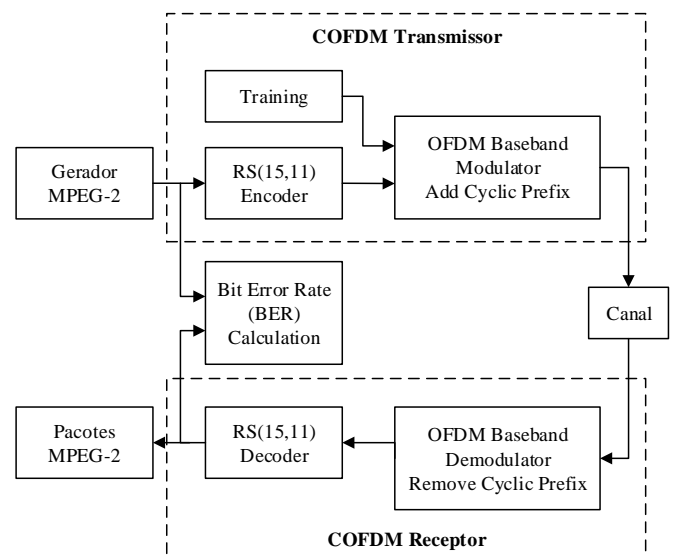 COFDM Transmissor
Training
OFDM Baseband
Modulator
Add Cyclic Prefix
Gerador
MPEG-2
RS(15,11)
Encoder
Bit Error Rate
(BER)
Calculation
Canal
Pacotes
MPEG-2
RS(15,11)
Decoder
OFDM Baseband
Demodulator
Remove Cyclic Prefix
COFDM Receptor